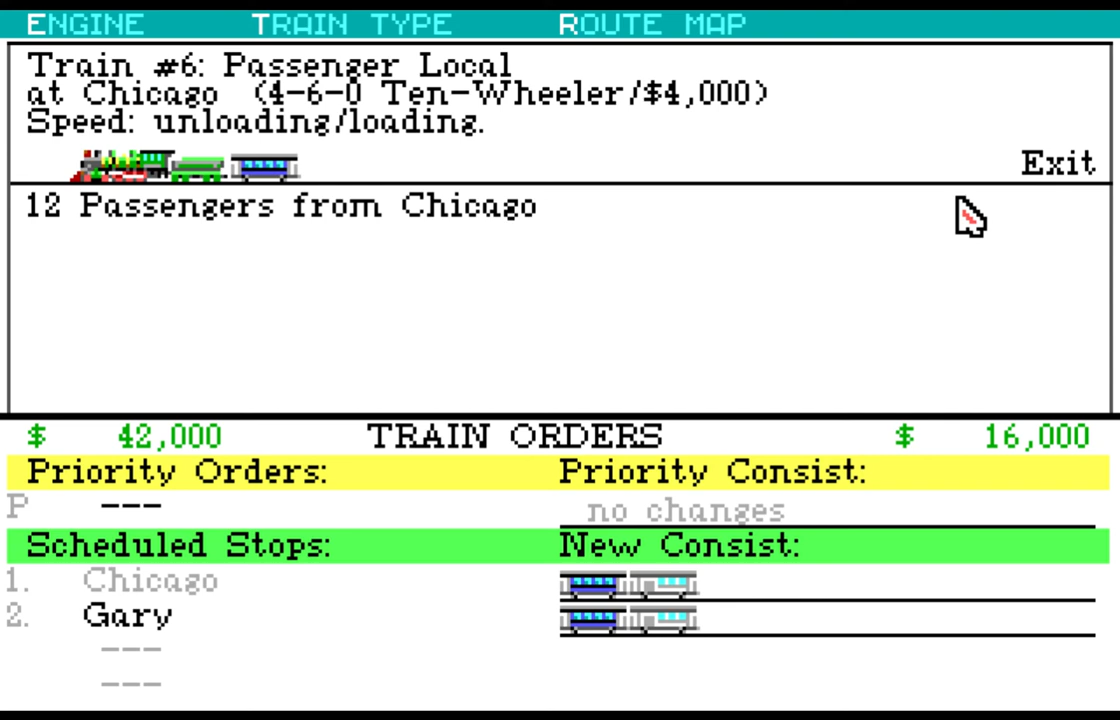 ENGINE TRAIN TYPE ROUTE MAP
Train #6: Passenger Local
at Chicago (4-6-0 Ten-Wheeler/$4,000)
Speed: unloading/loading.
Exit
12 Passengers from Chicago
$ 42,000 TRAIN ORDERS $ 16,000
Priority Orders: Priority Consist:
P --- no changes
Scheduled Stops: New Consist:
1. Chicago
2. Gary
---
---